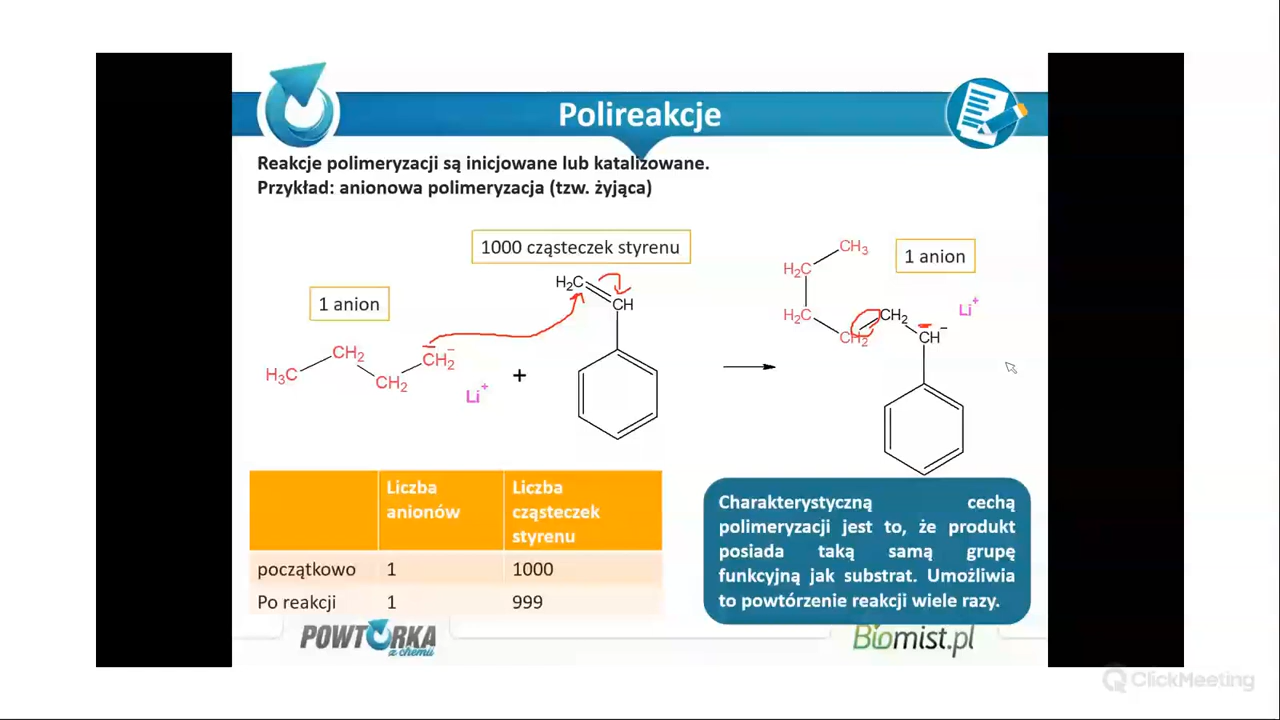 Polireakcje
Reakcje polimeryzacji są inicjowane lub katalizowane.
Przykład: anionowa polimeryzacja (tzw. żyjąca)
1000 cząsteczek styrenu
1 anion
1 anion
H₃C
CH₂
CH₂
CH₂⁻
Li⁺
+
H₂C
CH
CH₃
H₂C
H₂C
CH₂
CH₂
CH⁻
Li⁺
Liczba anionów
Liczba cząsteczek styrenu
początkowo 1 1000
Po reakcji 1 999
Charakterystyczną cechą
polimeryzacji jest to, że produkt
posiada taką samą grupę
funkcyjną jak substrat. Umożliwia
to powtórzenie reakcji wiele razy.
POWTÓRKA
z chemii
Biomist.pl
ClickMeeting